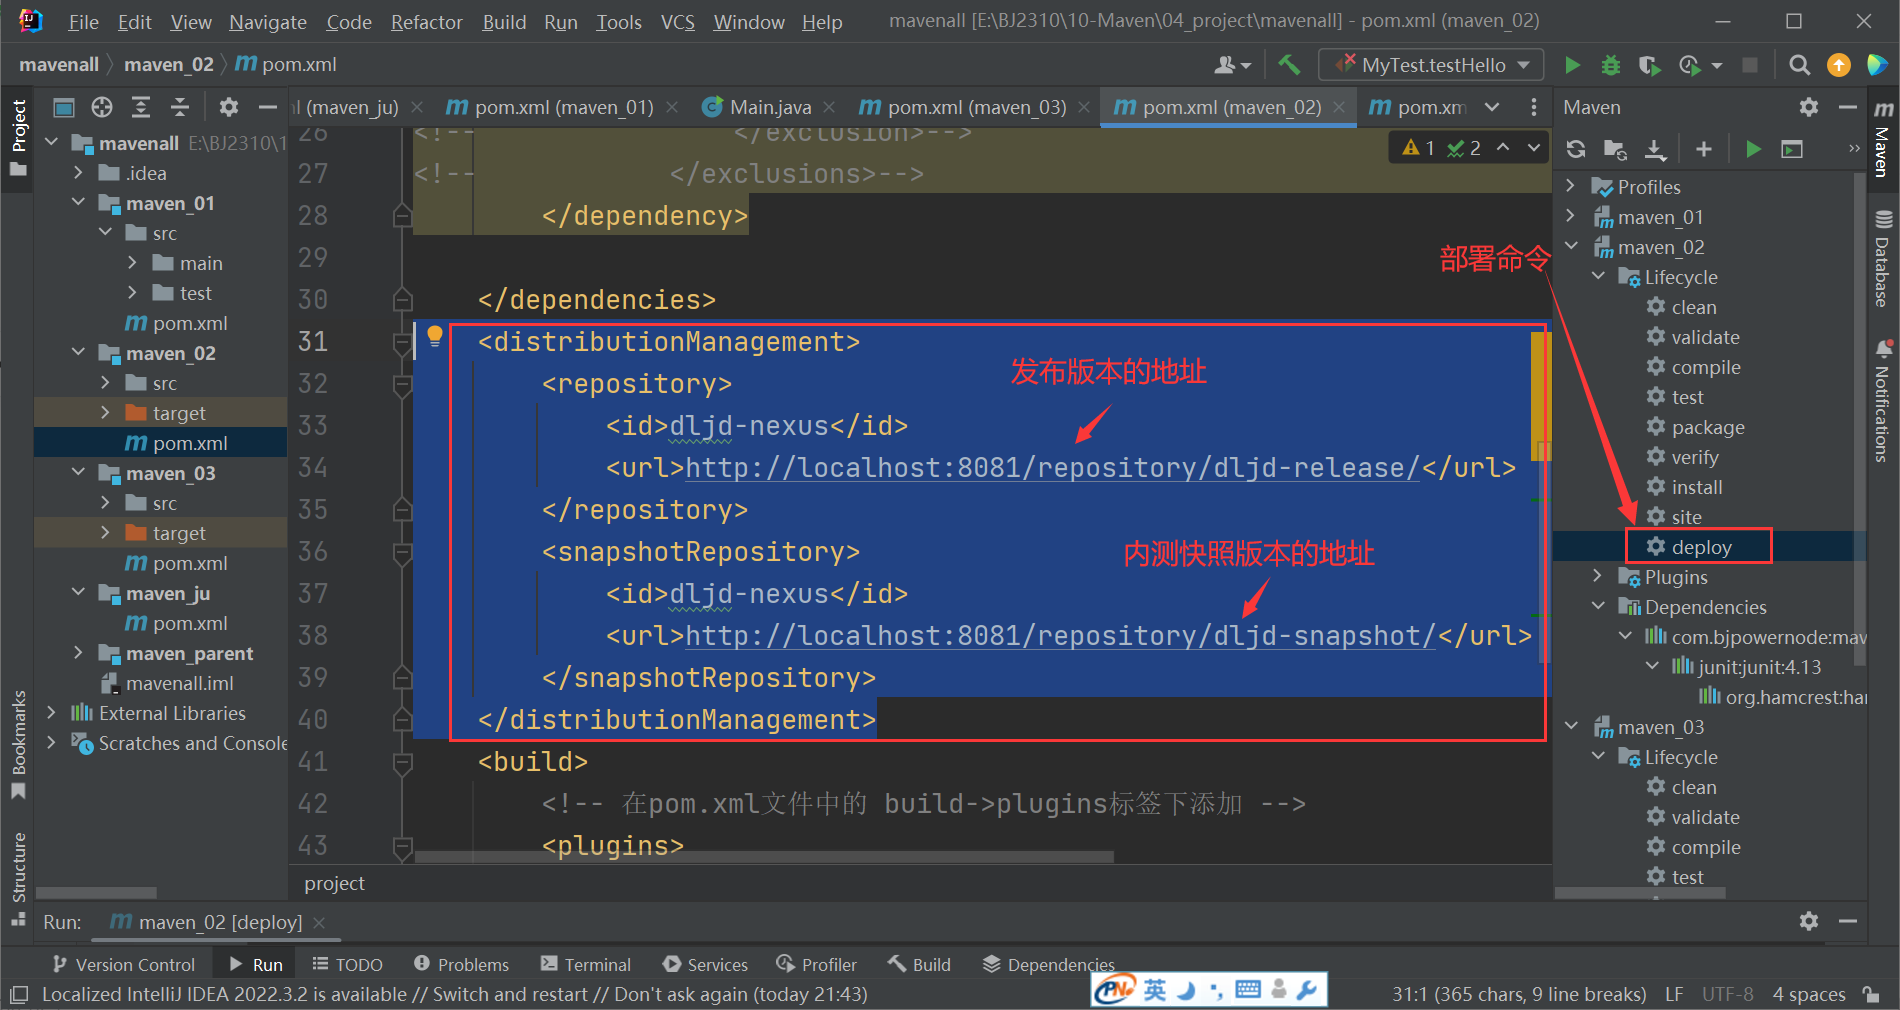 File Edit View Navigate Code Refactor Build Run Tools VCS Window Help mavenall [E:\BJ2310\10-Maven\04_project\mavenall] - pom.xml (maven_02)
mavenall maven_02 pom.xml
MyTest.testHello
Project
l (maven_ju) pom.xml (maven_01) Main.java pom.xml (maven_03) pom.xml (maven_02) pom.xm
Maven
mavenall E:\BJ2310\1
.idea
maven_01
src
main
test
pom.xml
maven_02
src
target
pom.xml
maven_03
src
target
pom.xml
maven_ju
pom.xml
maven_parent
mavenall.iml
External Libraries
Scratches and Console
Bookmarks
Structure
1 2
26 <!-- </exclusion>-->
27 <!-- </exclusions>-->
28 </dependency>
29
30 </dependencies>
31 <distributionManagement>
32 <repository>
发布版本的地址
33 <id>dljd-nexus</id>
34 <url>http://localhost:8081/repository/dljd-release/</url>
35 </repository>
36 <snapshotRepository>
内测快照版本的地址
37 <id>dljd-nexus</id>
38 <url>http://localhost:8081/repository/dljd-snapshot/</url>
39 </snapshotRepository>
40 </distributionManagement>
41 <build>
42 <!-- 在pom.xml文件中的 build->plugins标签下添加 -->
43 <plugins>
project
部署命令
Profiles
maven_01
maven_02
Lifecycle
clean
validate
compile
test
package
verify
install
site
deploy
Plugins
Dependencies
com.bjpowernode:mav
junit:junit:4.13
org.hamcrest:har
maven_03
Lifecycle
clean
validate
compile
test
Maven
Database
Notifications
Run: maven_02 [deploy]
Version Control Run TODO Problems Terminal Services Profiler Build Dependencies
Localized IntelliJ IDEA 2022.3.2 is available // Switch and restart // Don't ask again (today 21:43)
英
31:1 (365 chars, 9 line breaks) LF UTF-8 4 spaces